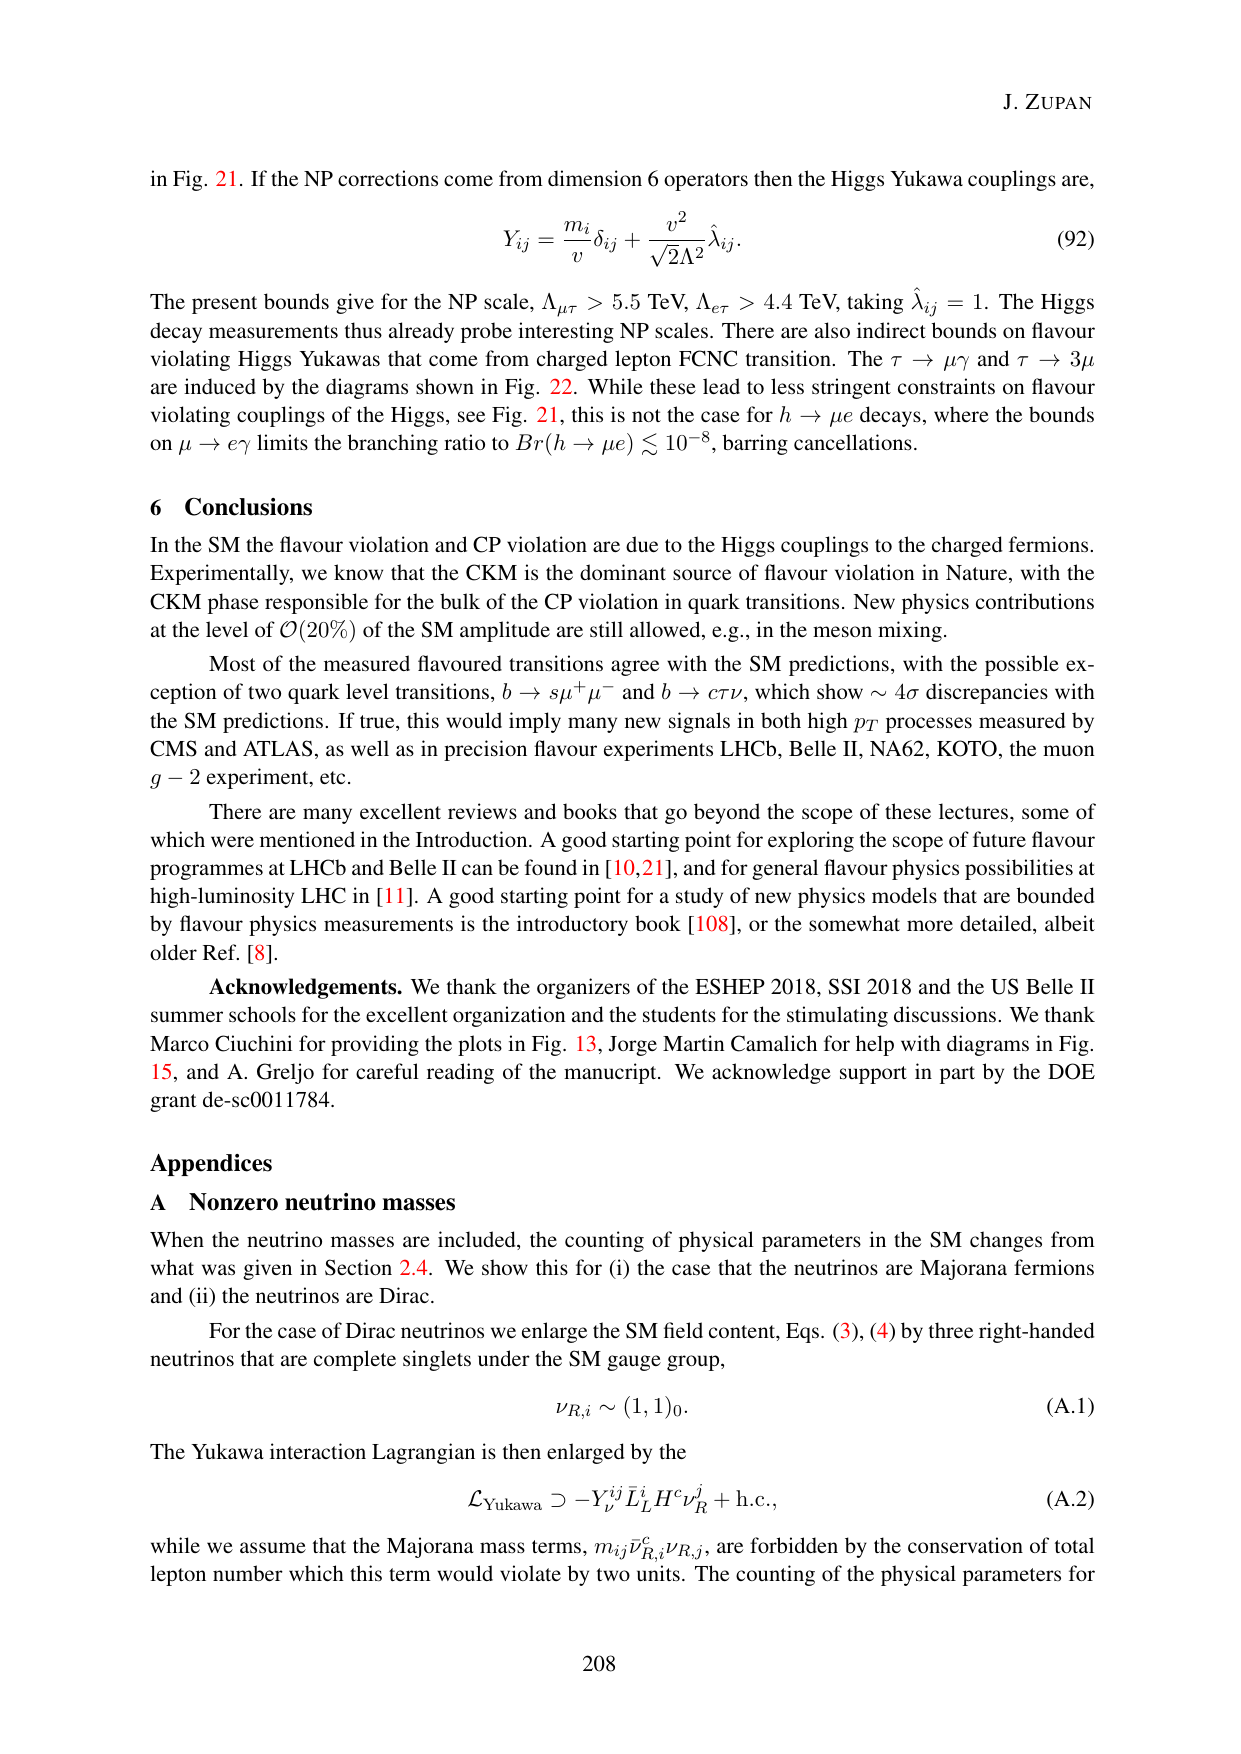 J. ZUPAN
in Fig. 21. If the NP corrections come from dimension 6 operators then the Higgs Yukawa couplings are,
Y_{ij} = \frac{m_i}{v}\delta_{ij} + \frac{v^2}{\sqrt{2}\Lambda^2}\hat{\lambda}_{ij}. (92)
The present bounds give for the NP scale, Λ_{μτ} > 5.5 TeV, Λ_{eτ} > 4.4 TeV, taking \hat{λ}_{ij} = 1. The Higgs
decay measurements thus already probe interesting NP scales. There are also indirect bounds on flavour
violating Higgs Yukawas that come from charged lepton FCNC transition. The τ → μγ and τ → 3μ
are induced by the diagrams shown in Fig. 22. While these lead to less stringent constraints on flavour
violating couplings of the Higgs, see Fig. 21, this is not the case for h → μe decays, where the bounds
on μ → eγ limits the branching ratio to Br(h → μe) ≲ 10^{−8}, barring cancellations.
6 Conclusions
In the SM the flavour violation and CP violation are due to the Higgs couplings to the charged fermions.
Experimentally, we know that the CKM is the dominant source of flavour violation in Nature, with the
CKM phase responsible for the bulk of the CP violation in quark transitions. New physics contributions
at the level of 𝒪(20%) of the SM amplitude are still allowed, e.g., in the meson mixing.
Most of the measured flavoured transitions agree with the SM predictions, with the possible ex-
ception of two quark level transitions, b → sμ⁺μ⁻ and b → cτν, which show ∼ 4σ discrepancies with
the SM predictions. If true, this would imply many new signals in both high p_T processes measured by
CMS and ATLAS, as well as in precision flavour experiments LHCb, Belle II, NA62, KOTO, the muon
g − 2 experiment, etc.
There are many excellent reviews and books that go beyond the scope of these lectures, some of
which were mentioned in the Introduction. A good starting point for exploring the scope of future flavour
programmes at LHCb and Belle II can be found in [10,21], and for general flavour physics possibilities at
high-luminosity LHC in [11]. A good starting point for a study of new physics models that are bounded
by flavour physics measurements is the introductory book [108], or the somewhat more detailed, albeit
older Ref. [8].
Acknowledgements. We thank the organizers of the ESHEP 2018, SSI 2018 and the US Belle II
summer schools for the excellent organization and the students for the stimulating discussions. We thank
Marco Ciuchini for providing the plots in Fig. 13, Jorge Martin Camalich for help with diagrams in Fig.
15, and A. Greljo for careful reading of the manucript. We acknowledge support in part by the DOE
grant de-sc0011784.
Appendices
A Nonzero neutrino masses
When the neutrino masses are included, the counting of physical parameters in the SM changes from
what was given in Section 2.4. We show this for (i) the case that the neutrinos are Majorana fermions
and (ii) the neutrinos are Dirac.
For the case of Dirac neutrinos we enlarge the SM field content, Eqs. (3), (4) by three right-handed
neutrinos that are complete singlets under the SM gauge group,
ν_{R,i} ∼ (1, 1)_0. (A.1)
The Yukawa interaction Lagrangian is then enlarged by the
\mathcal{L}_{Yukawa} ⊃ −Y_ν^{ij} \bar{L}_L^i H^c ν_R^j + h.c., (A.2)
while we assume that the Majorana mass terms, m_{ij}\bar{ν}^c_{R,i}ν_{R,j}, are forbidden by the conservation of total
lepton number which this term would violate by two units. The counting of the physical parameters for
208